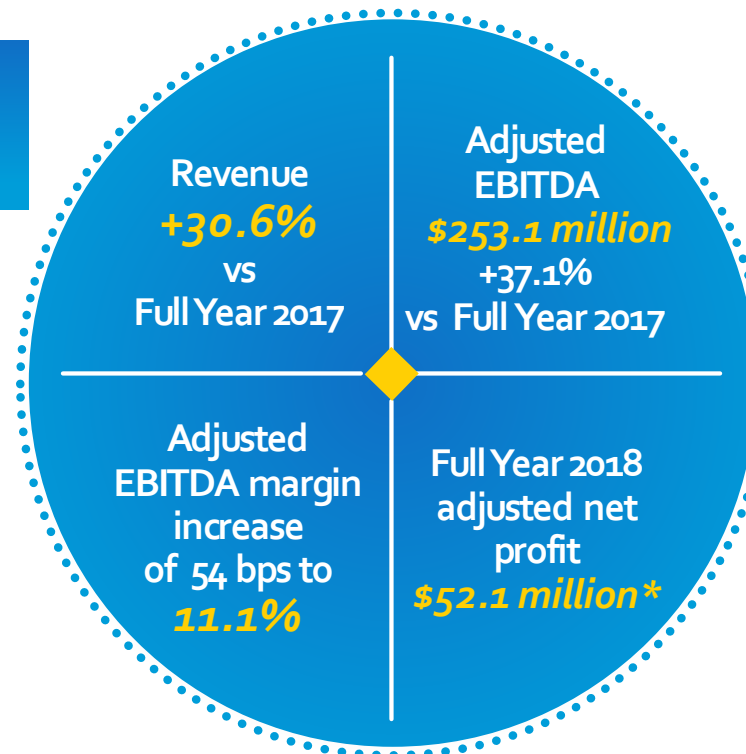 Revenue
+30.6%
vs
Full Year 2017
Adjusted
EBITDA
$253.1 million
+37.1%
vs Full Year 2017
Adjusted
EBITDA margin
increase
of 54 bps to
11.1%
Full Year 2018
adjusted net
profit
$52.1 million*